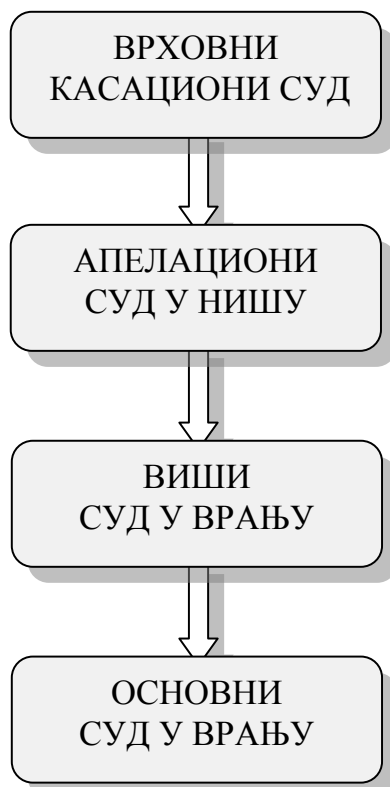 ВРХОВНИ
КАСАЦИОНИ СУД
АПЕЛАЦИОНИ
СУД У НИШУ
ВИШИ
СУД У ВРАЊУ
ОСНОВНИ
СУД У ВРАЊУ